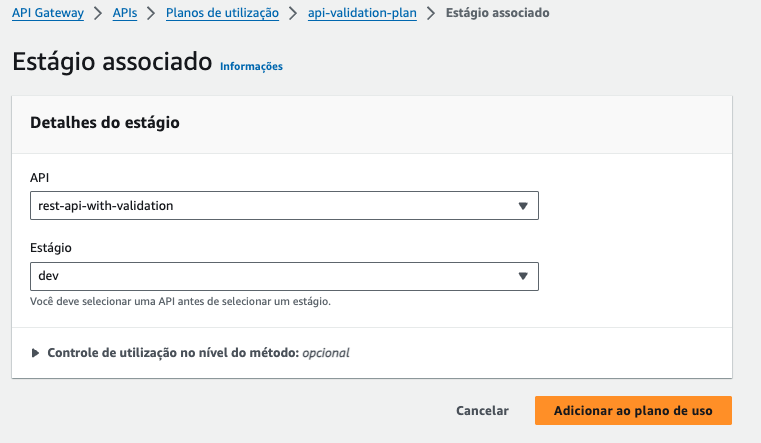 API Gateway > APIs > Planos de utilização > api-validation-plan > Estágio associado
Estágio associado Informações
Detalhes do estágio
API
rest-api-with-validation
Estágio
dev
Você deve selecionar uma API antes de selecionar um estágio.
Controle de utilização no nível do método: opcional
Cancelar Adicionar ao plano de uso